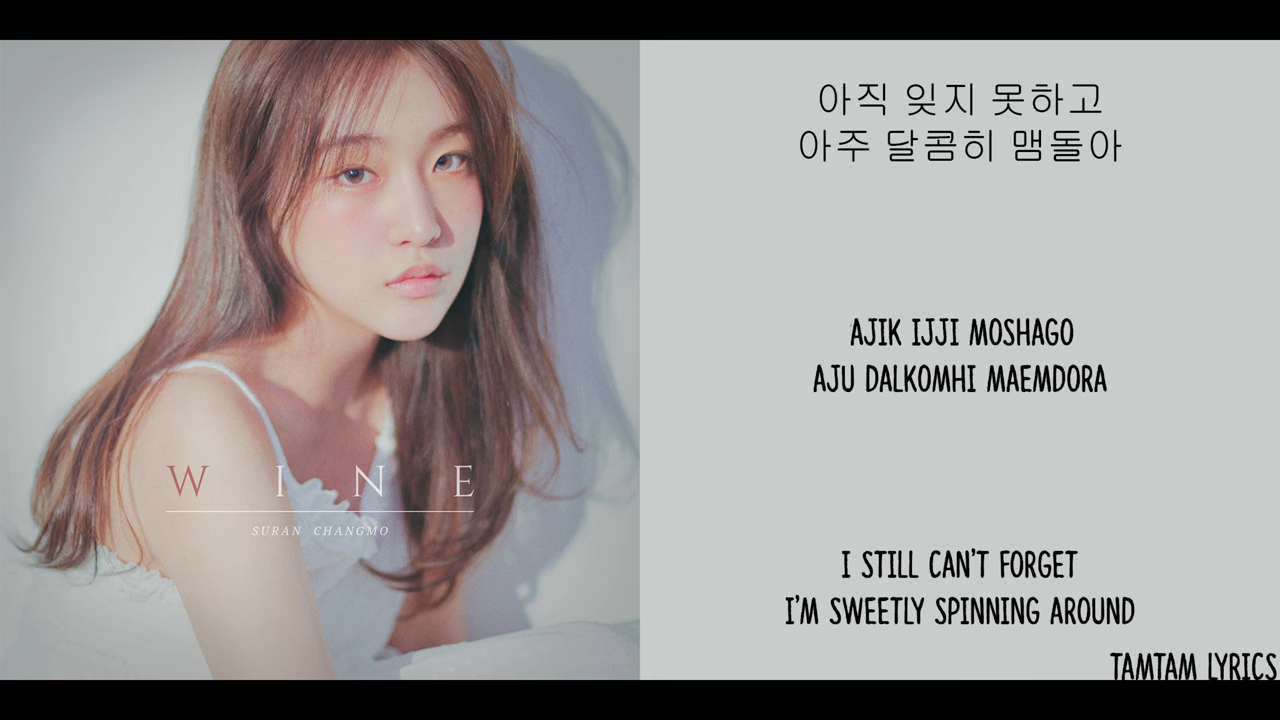 W I N E
SURAN CHANGMO
아직 잊지 못하고
아주 달콤히 맴돌아
AJIK IJJI MOSHAGO
AJU DALKOMHI MAEMDORA
I STILL CAN'T FORGET
I'M SWEETLY SPINNING AROUND
TAMTAM LYRICS